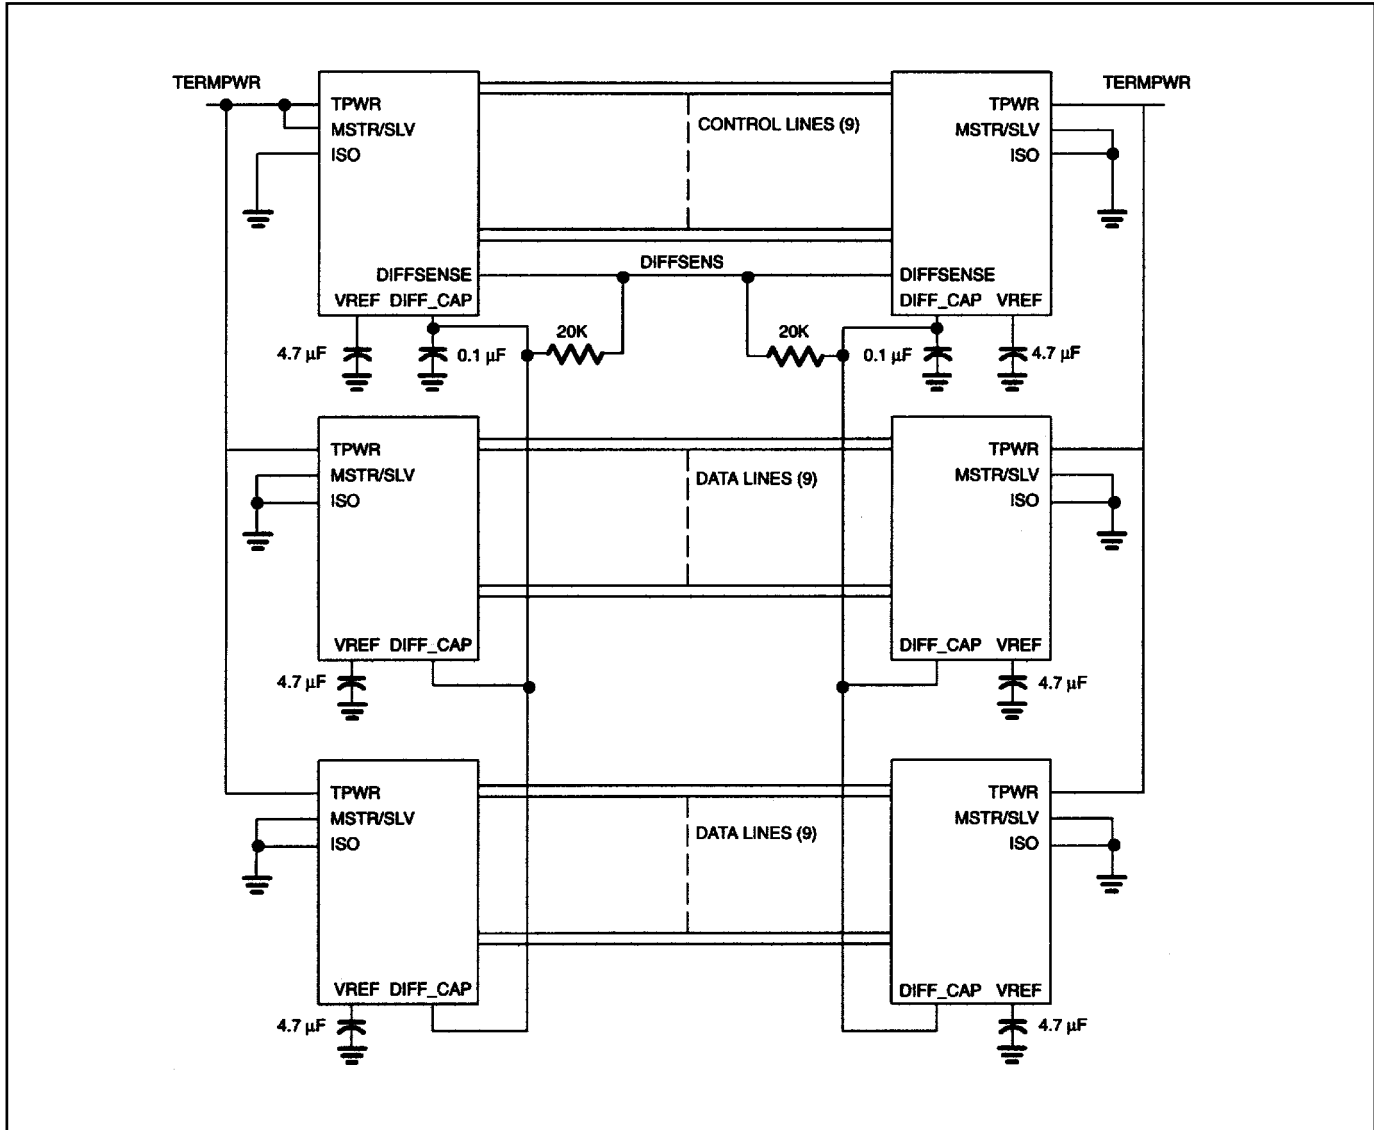 TERMPWR
TERMPWR
TPWR
MSTR/SLV
ISO
CONTROL LINES (9)
TPWR
MSTR/SLV
ISO
DIFFSENSE
DIFFSENS
DIFFSENSE
VREF DIFF_CAP
DIFF_CAP VREF
4.7 µF
0.1 µF
20K
20K
0.1 µF
4.7 µF
TPWR
MSTR/SLV
ISO
DATA LINES (9)
TPWR
MSTR/SLV
ISO
VREF DIFF_CAP
DIFF_CAP VREF
4.7 µF
4.7 µF
TPWR
MSTR/SLV
ISO
DATA LINES (9)
TPWR
MSTR/SLV
ISO
VREF DIFF_CAP
DIFF_CAP VREF
4.7 µF
4.7 µF